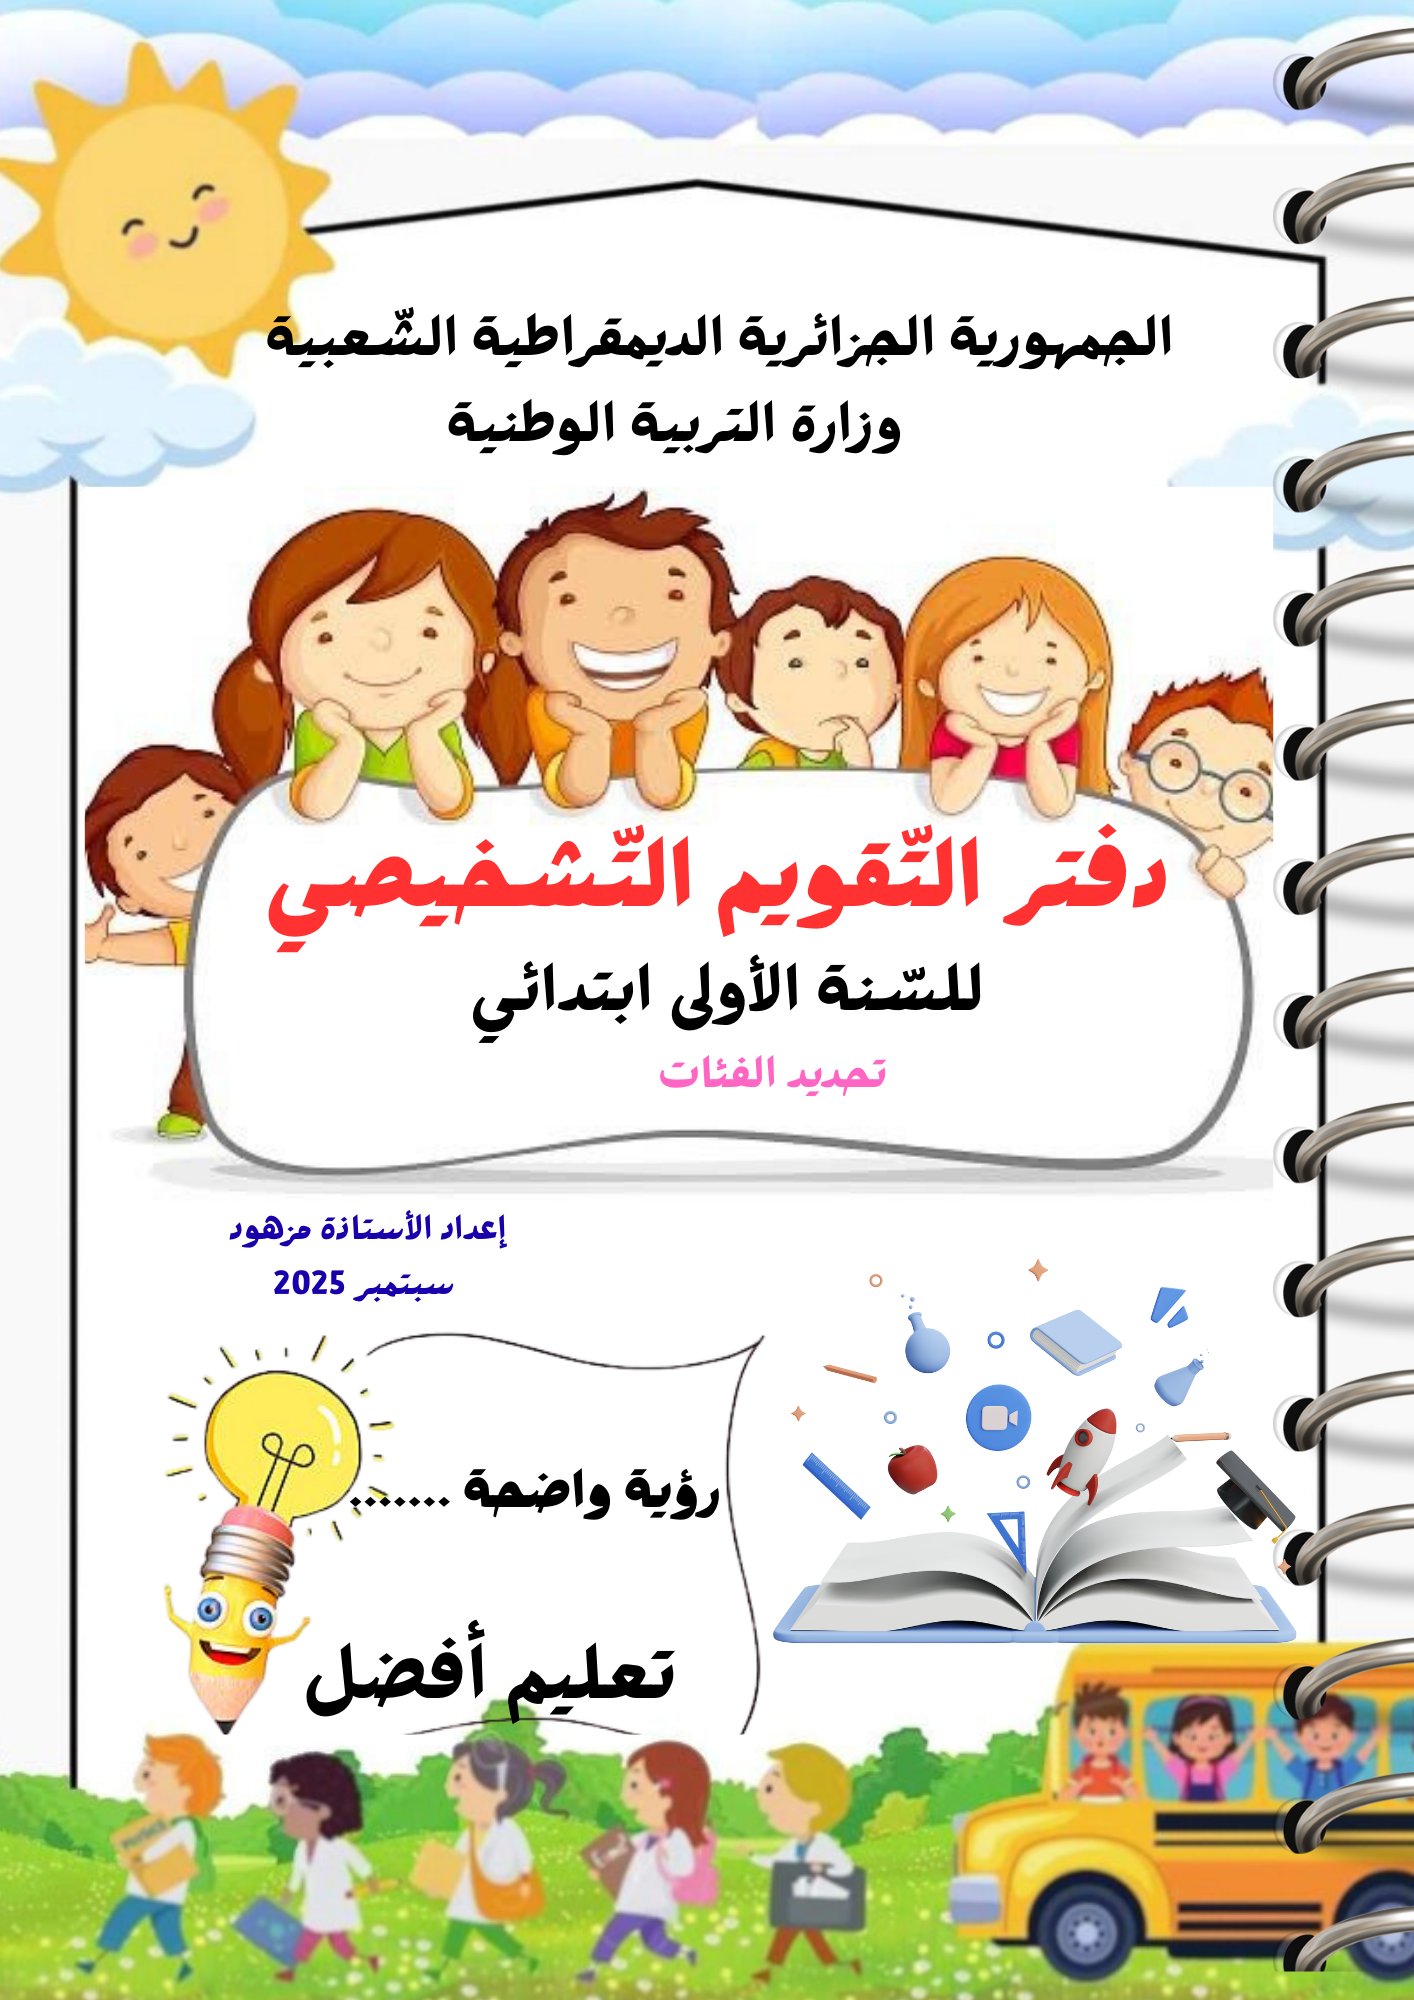 الجمهورية الجزائرية الديمقراطية الشّعبية
وزارة التربية الوطنية
دفتر التّقويم التّشخيصي
للسّنة الأولى ابتدائي
تحديد الفئات
إعداد الأستاذة مزهود
سبتمبر 2025
رؤية واضحة .......
تعليم أفضل